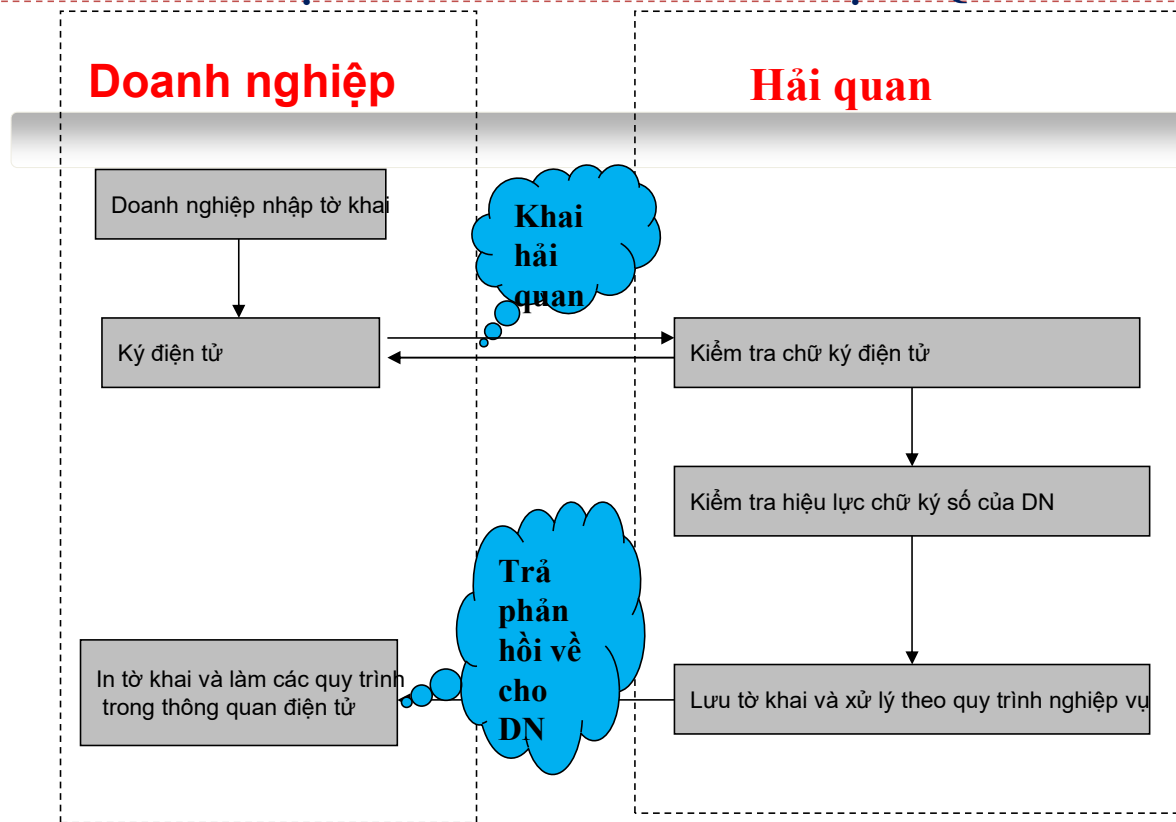 Doanh nghiệp
Hải quan
Doanh nghiệp nhập tờ khai
Khai
hải
quan
Ký điện tử
Kiểm tra chữ ký điện tử
Kiểm tra hiệu lực chữ ký số của DN
Trả
phản
hồi về
cho
DN
In tờ khai và làm các quy trình
trong thông quan điện tử
Lưu tờ khai và xử lý theo quy trình nghiệp vụ